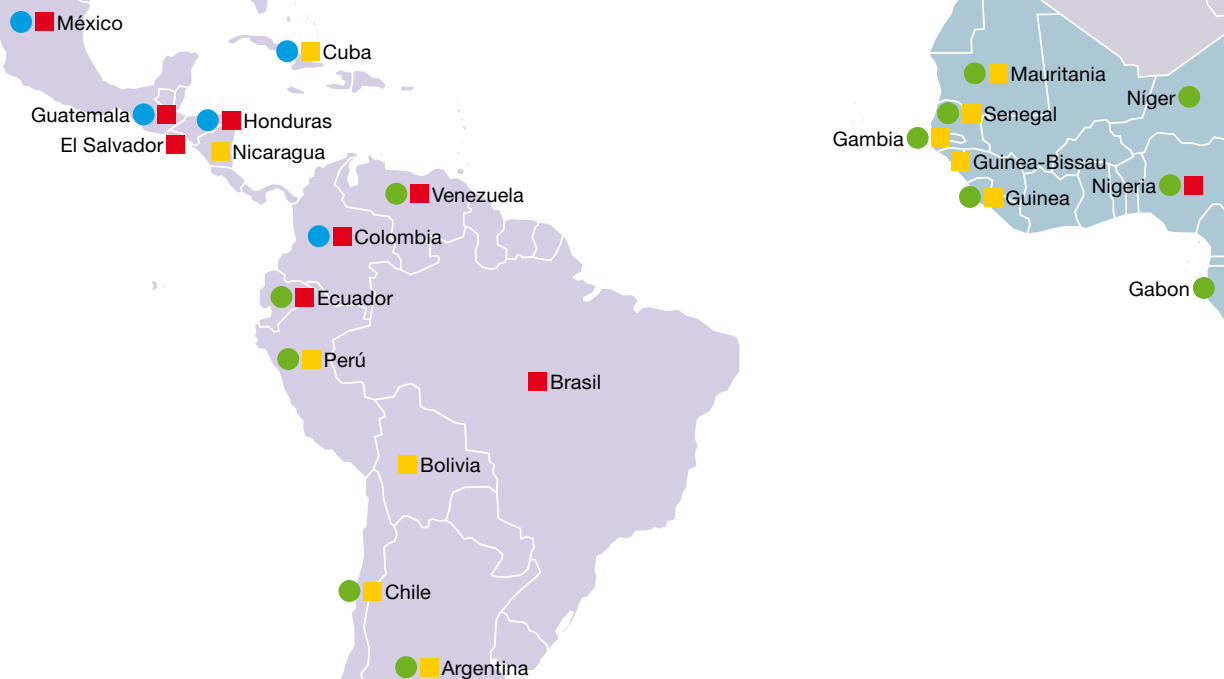 México
Cuba
Guatemala
Honduras
El Salvador
Nicaragua
Venezuela
Colombia
Ecuador
Perú
Brasil
Bolivia
Chile
Argentina
Mauritania
Níger
Senegal
Gambia
Guinea-Bissau
Nigeria
Guinea
Gabon